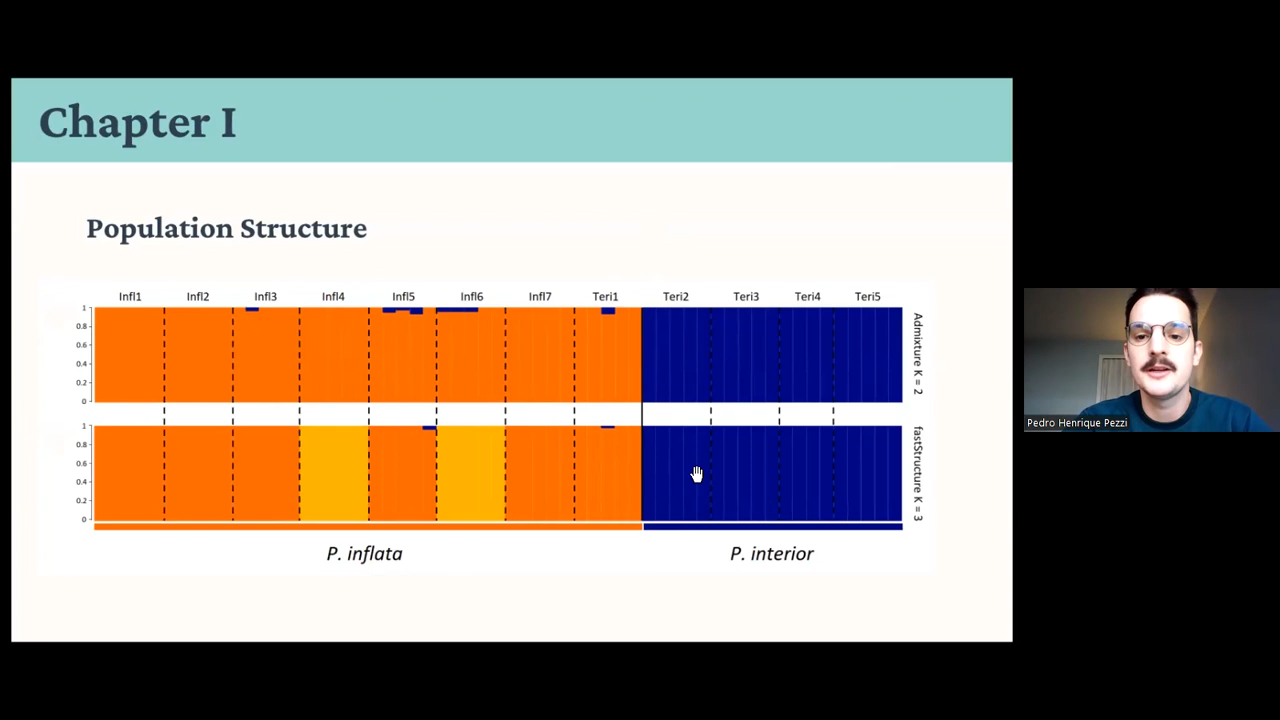 Chapter I
Population Structure
Infl1 Infl2 Infl3 Infl4 Infl5 Infl6 Infl7 Teri1 Teri2 Teri3 Teri4 Teri5
1
0.8
0.6
0.4
0.2
0
Admixture K = 2
1
0.8
0.6
0.4
0.2
0
fastStructure K = 3
P. inflata P. interior
Pedro Henrique Pezzi